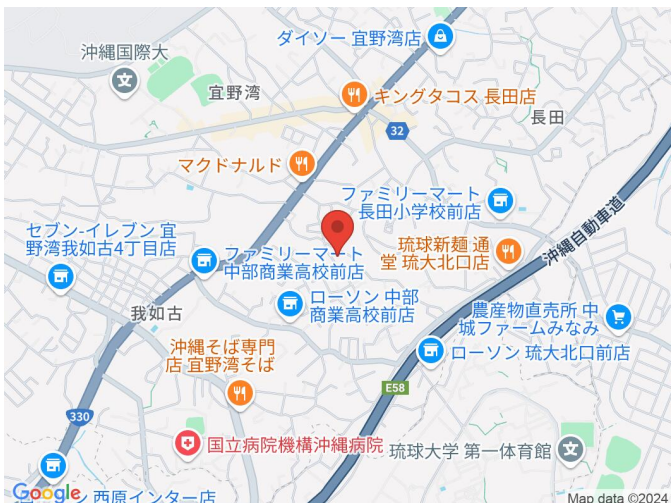 ダイソー 宜野湾店
沖縄国際大
宜野湾
キングタコス 長田店
32
長田
マクドナルド
ファミリーマート
長田小学校前店
沖縄自動車道
セブン-イレブン 宜
野湾我如古4丁目店
ファミリーマート
中部商業高校前店
琉球新麺 通
堂 琉大北口店
我如古
ローソン 中部
商業高校前店
農産物直売所 中
城ファームみなみ
沖縄そば専門
店 宜野湾そば
ローソン 琉大北口前店
E58
330
国立病院機構沖縄病院
琉球大学 第一体育館
Google
ン 西原インター店
Map data ©2024